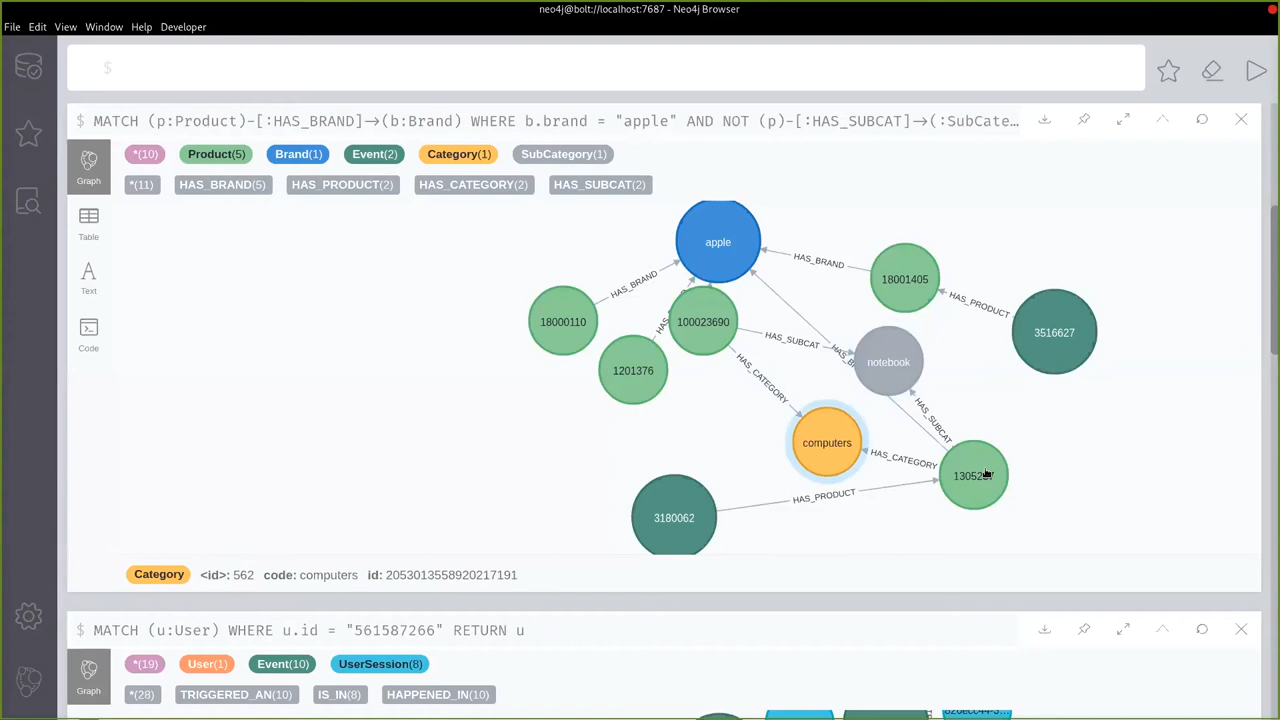 neo4j@bolt://localhost:7687 - Neo4j Browser
File Edit View Window Help Developer
$
$ MATCH (p:Product)-[:HAS_BRAND]→(b:Brand) WHERE b.brand = "apple" AND NOT (p)-[:HAS_SUBCAT]→(:SubCate…
Graph
*(10) Product(5) Brand(1) Event(2) Category(1) SubCategory(1)
*(11) HAS_BRAND(5) HAS_PRODUCT(2) HAS_CATEGORY(2) HAS_SUBCAT(2)
Table
Text
Code
apple
HAS_BRAND
18001405
HAS_BRAND
HAS_PRODUCT
18000110
100023690
3516627
HAS_SUBCAT
notebook
1201376
HAS_CATEGORY
HAS_SUBCAT
computers
HAS_CATEGORY
HAS_PRODUCT
3180062
Category <id>: 562 code: computers id: 2053013558920217191
$ MATCH (u:User) WHERE u.id = "561587266" RETURN u
Graph
*(19) User(1) Event(10) UserSession(8)
*(28) TRIGGERED_AN(10) IS_IN(8) HAPPENED_IN(10)